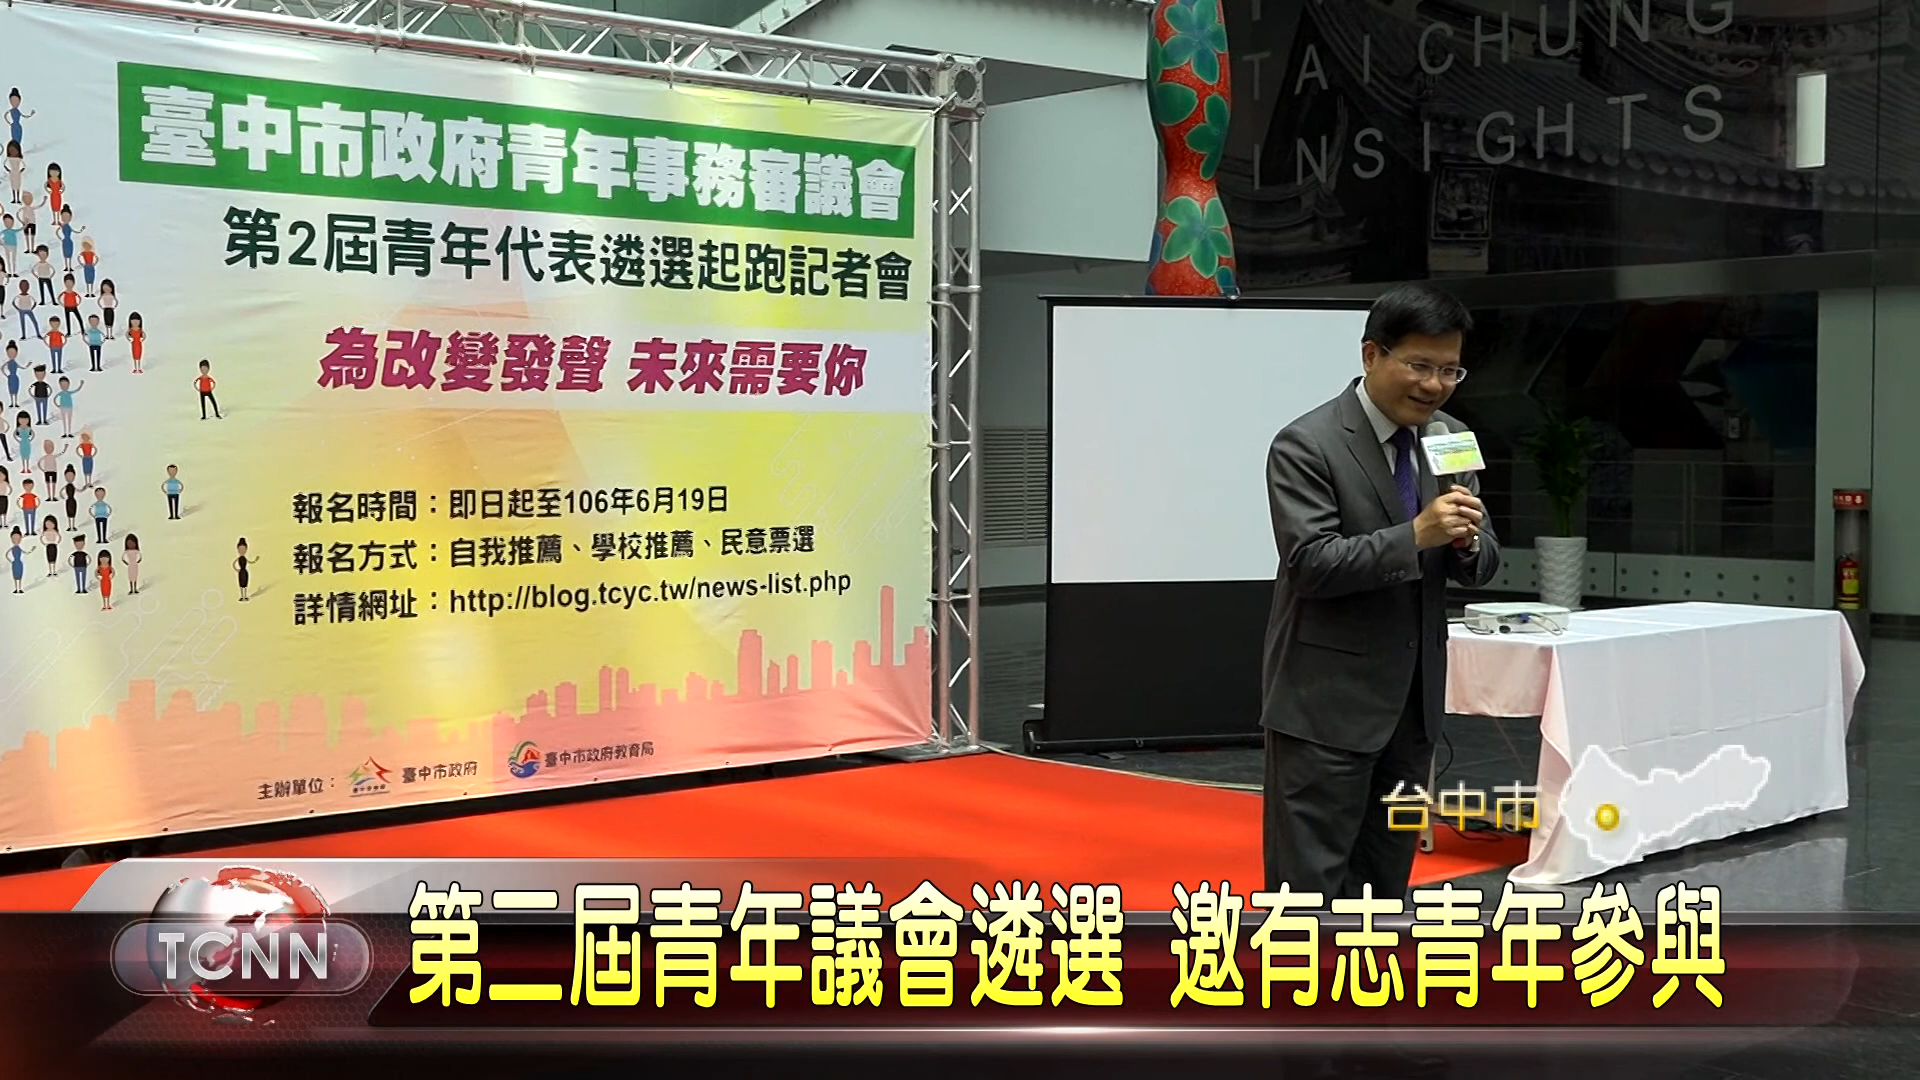 TAICHUNG
INSIGHTS
臺中市政府青年事務審議會
第2屆青年代表遴選起跑記者會
為改變發聲 未來需要你
報名時間：即日起至106年6月19日
報名方式：自我推薦、學校推薦、民意票選
詳情網址：http://blog.tcyc.tw/news-list.php
主辦單位： 臺中市政府 臺中市政府教育局
台中市
TCNN
第二屆青年議會遴選 邀有志青年參與